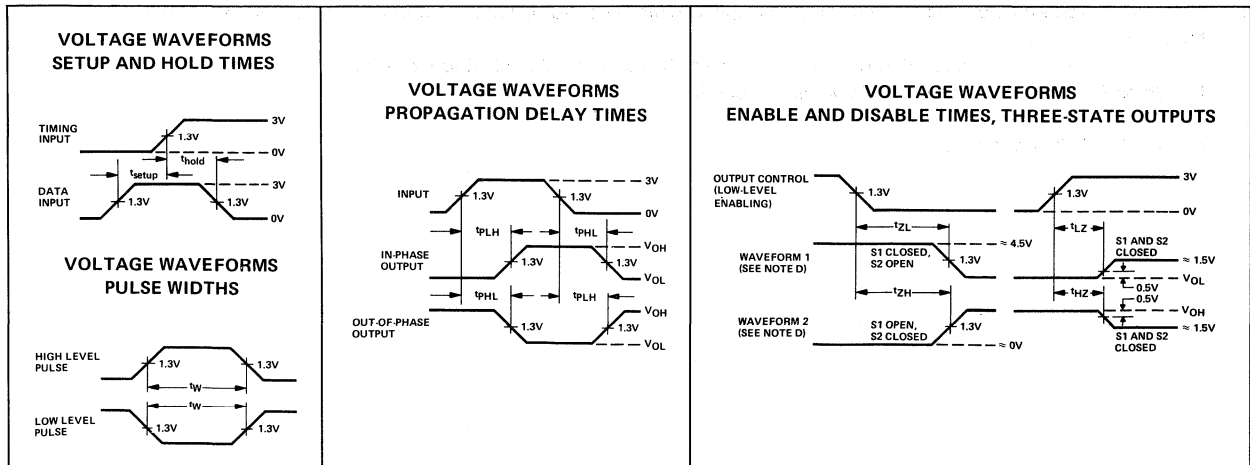 VOLTAGE WAVEFORMS
SETUP AND HOLD TIMES
TIMING
INPUT
3V
1.3V
0V
thold
tsetup
DATA
INPUT
3V
1.3V
1.3V
0V
VOLTAGE WAVEFORMS
PULSE WIDTHS
HIGH LEVEL
PULSE
1.3V
1.3V
tW
tW
LOW LEVEL
PULSE
1.3V
1.3V
VOLTAGE WAVEFORMS
PROPAGATION DELAY TIMES
INPUT
3V
1.3V
1.3V
0V
tPLH
tPHL
IN-PHASE
OUTPUT
VOH
1.3V
1.3V
VOL
tPHL
tPLH
OUT-OF-PHASE
OUTPUT
VOH
1.3V
1.3V
VOL
VOLTAGE WAVEFORMS
ENABLE AND DISABLE TIMES, THREE-STATE OUTPUTS
OUTPUT CONTROL
(LOW-LEVEL
ENABLING)
1.3V
1.3V
3V
0V
tZL
tLZ
WAVEFORM 1
(SEE NOTE D)
S1 CLOSED,
S2 OPEN
≈ 4.5V
1.3V
S1 AND S2
CLOSED
≈ 1.5V
VOL
0.5V
tZH
tHZ
0.5V
VOH
WAVEFORM 2
(SEE NOTE D)
S1 OPEN,
S2 CLOSED
1.3V
≈ 0V
≈ 1.5V
S1 AND S2
CLOSED